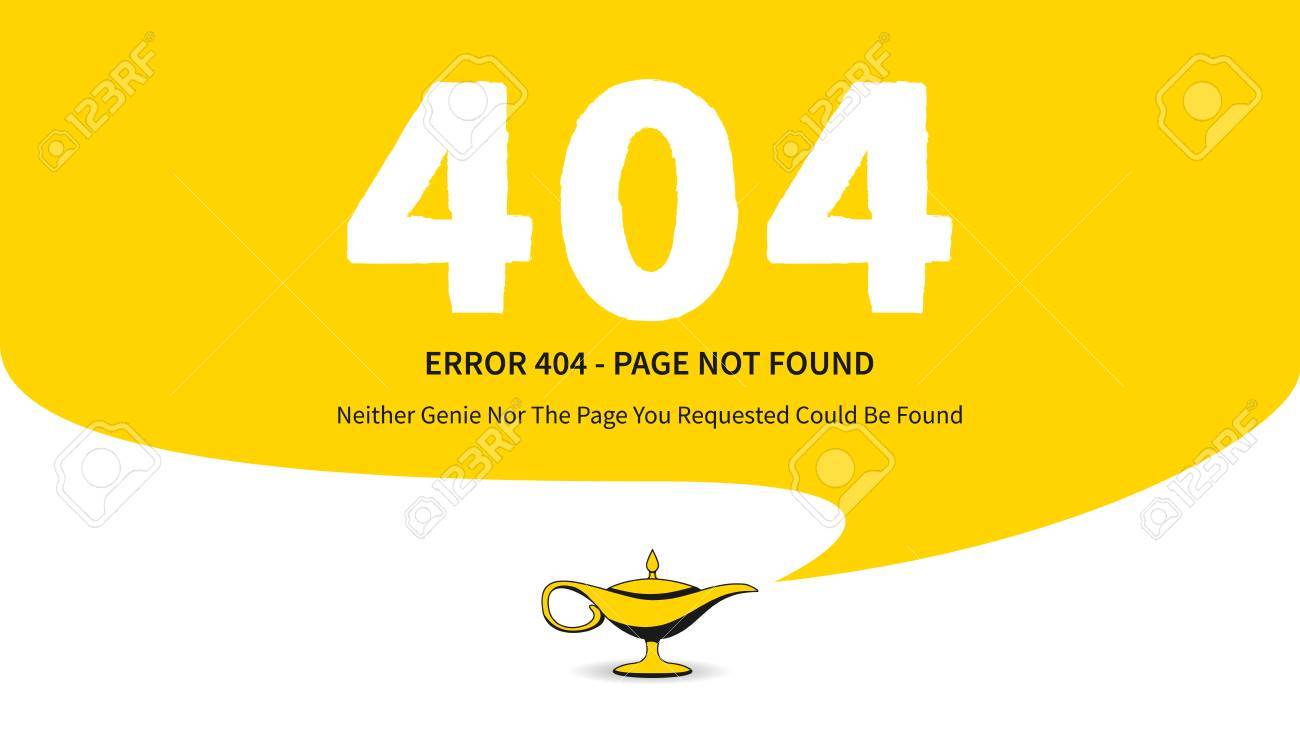 404
ERROR 404 - PAGE NOT FOUND
Neither Genie Nor The Page You Requested Could Be Found
123RF
123RF
123RF
123RF